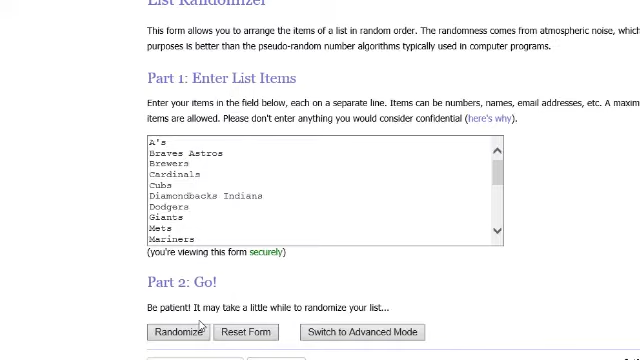 List Randomizer
This form allows you to arrange the items of a list in random order. The randomness comes from atmospheric noise, which
purposes is better than the pseudo-random number algorithms typically used in computer programs.
Part 1: Enter List Items
Enter your items in the field below, each on a separate line. Items can be numbers, names, email addresses, etc. A maxim
items are allowed. Please don't enter anything you would consider confidential (here's why).
A's
Braves Astros
Brewers
Cardinals
Cubs
Diamondbacks Indians
Dodgers
Giants
Mets
Mariners
(you're viewing this form securely)
Part 2: Go!
Be patient! It may take a little while to randomize your list...
Randomize Reset Form Switch to Advanced Mode